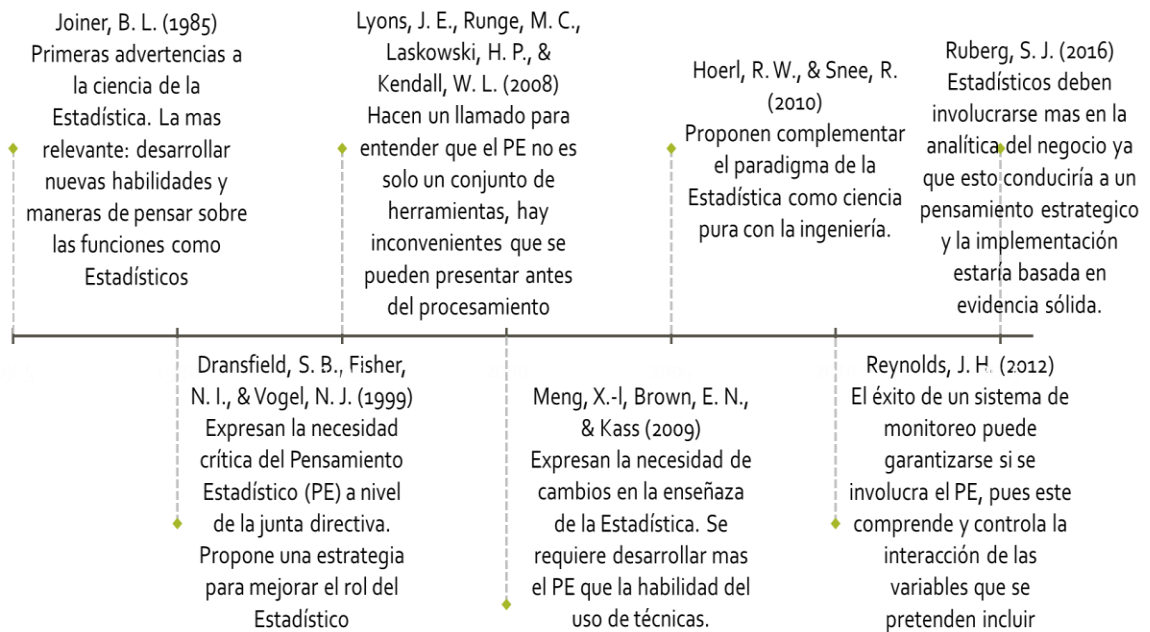 Joiner, B. L. (1985)
Primeras advertencias a
la ciencia de la
Estadística. La mas
relevante: desarrollar
nuevas habilidades y
maneras de pensar sobre
las funciones como
Estadísticos
Dransfield, S. B., Fisher,
N. I., & Vogel, N. J. (1999)
Expresan la necesidad
crítica del Pensamiento
Estadístico (PE) a nivel
de la junta directiva.
Propone una estrategia
para mejorar el rol del
Estadístico
Lyons, J. E., Runge, M. C.,
Laskowski, H. P., &
Kendall, W. L. (2008)
Hacen un llamado para
entender que el PE no es
solo un conjunto de
herramientas, hay
inconvenientes que se
pueden presentar antes
del procesamiento
Meng, X.-l, Brown, E. N.,
& Kass (2009)
Expresan la necesidad de
cambios en la enseñaza
de la Estadística. Se
requiere desarrollar mas
el PE que la habilidad del
uso de técnicas.
Hoerl, R. W., & Snee, R.
(2010)
Proponen complementar
el paradigma de la
Estadística como ciencia
pura con la ingeniería.
Reynolds, J. H. (2012)
El éxito de un sistema de
monitoreo puede
garantizarse si se
involucra el PE, pues este
comprende y controla la
interacción de las
variables que se
pretenden incluir
Ruberg, S. J. (2016)
Estadísticos deben
involucrarse mas en la
analítica del negocio ya
que esto conduciría a un
pensamiento estrategico
y la implementación
estaría basada en
evidencia sólida.